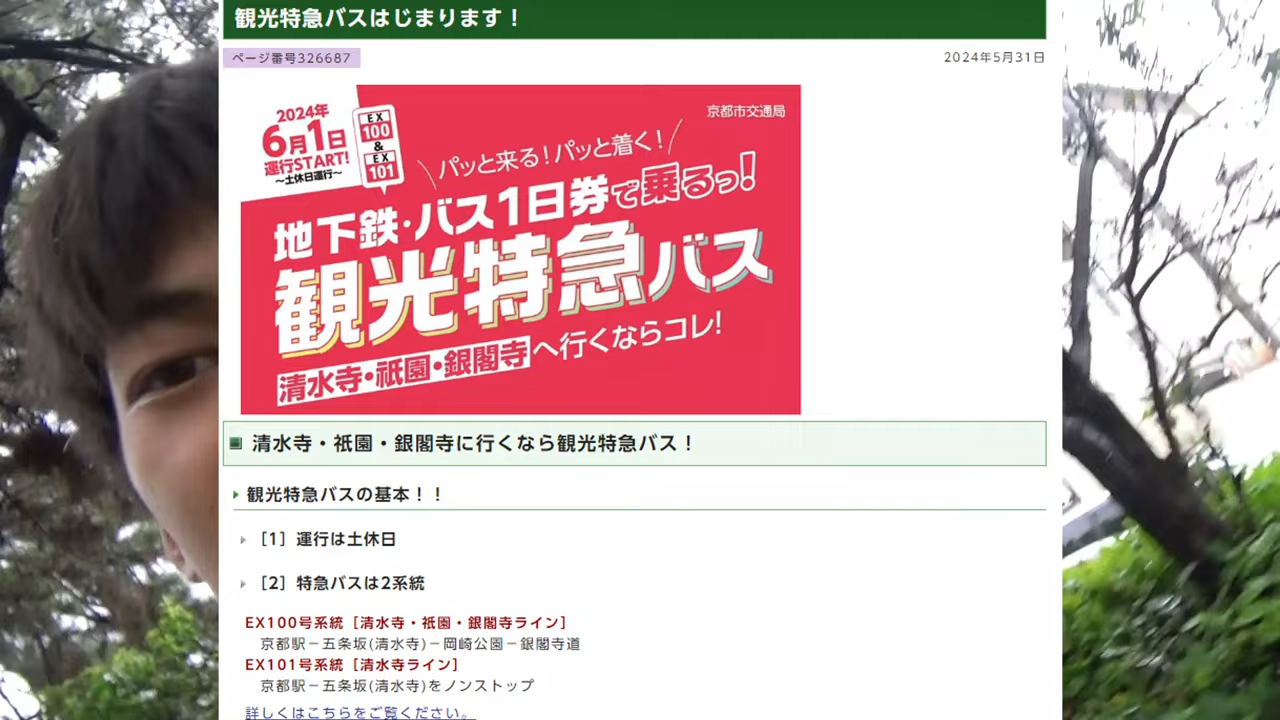 観光特急バスはじまります！
ページ番号326687
2024年5月31日
2024年
6月1日
運行START!
～土休日運行～
EX
100
&
EX
101
京都市交通局
パッと来る！パッと着く！
地下鉄・バス1日券で乗るっ！
観光特急バス
清水寺・祇園・銀閣寺へ行くならコレ！
清水寺・祇園・銀閣寺に行くなら観光特急バス！
観光特急バスの基本！！
［1］運行は土休日
［2］特急バスは2系統
EX100号系統［清水寺・祇園・銀閣寺ライン］
京都駅－五条坂(清水寺)－岡崎公園－銀閣寺道
EX101号系統［清水寺ライン］
京都駅－五条坂(清水寺)をノンストップ
詳しくはこちらをご覧ください。